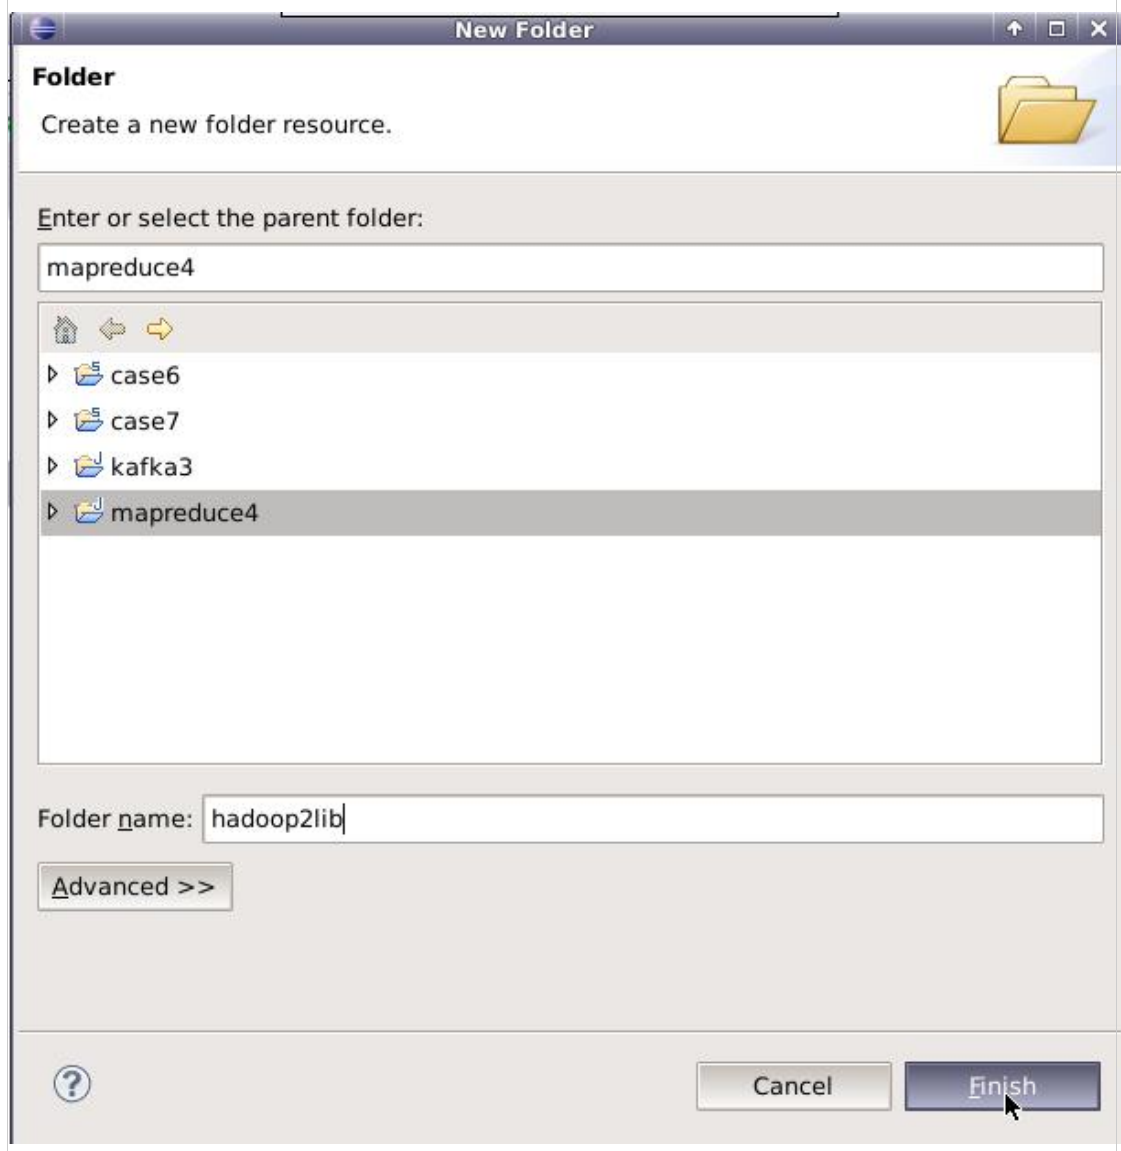 New Folder
Folder
Create a new folder resource.
Enter or select the parent folder:
mapreduce4
case6
case7
kafka3
mapreduce4
Folder name: hadoop2lib
Advanced >>
Cancel Finish